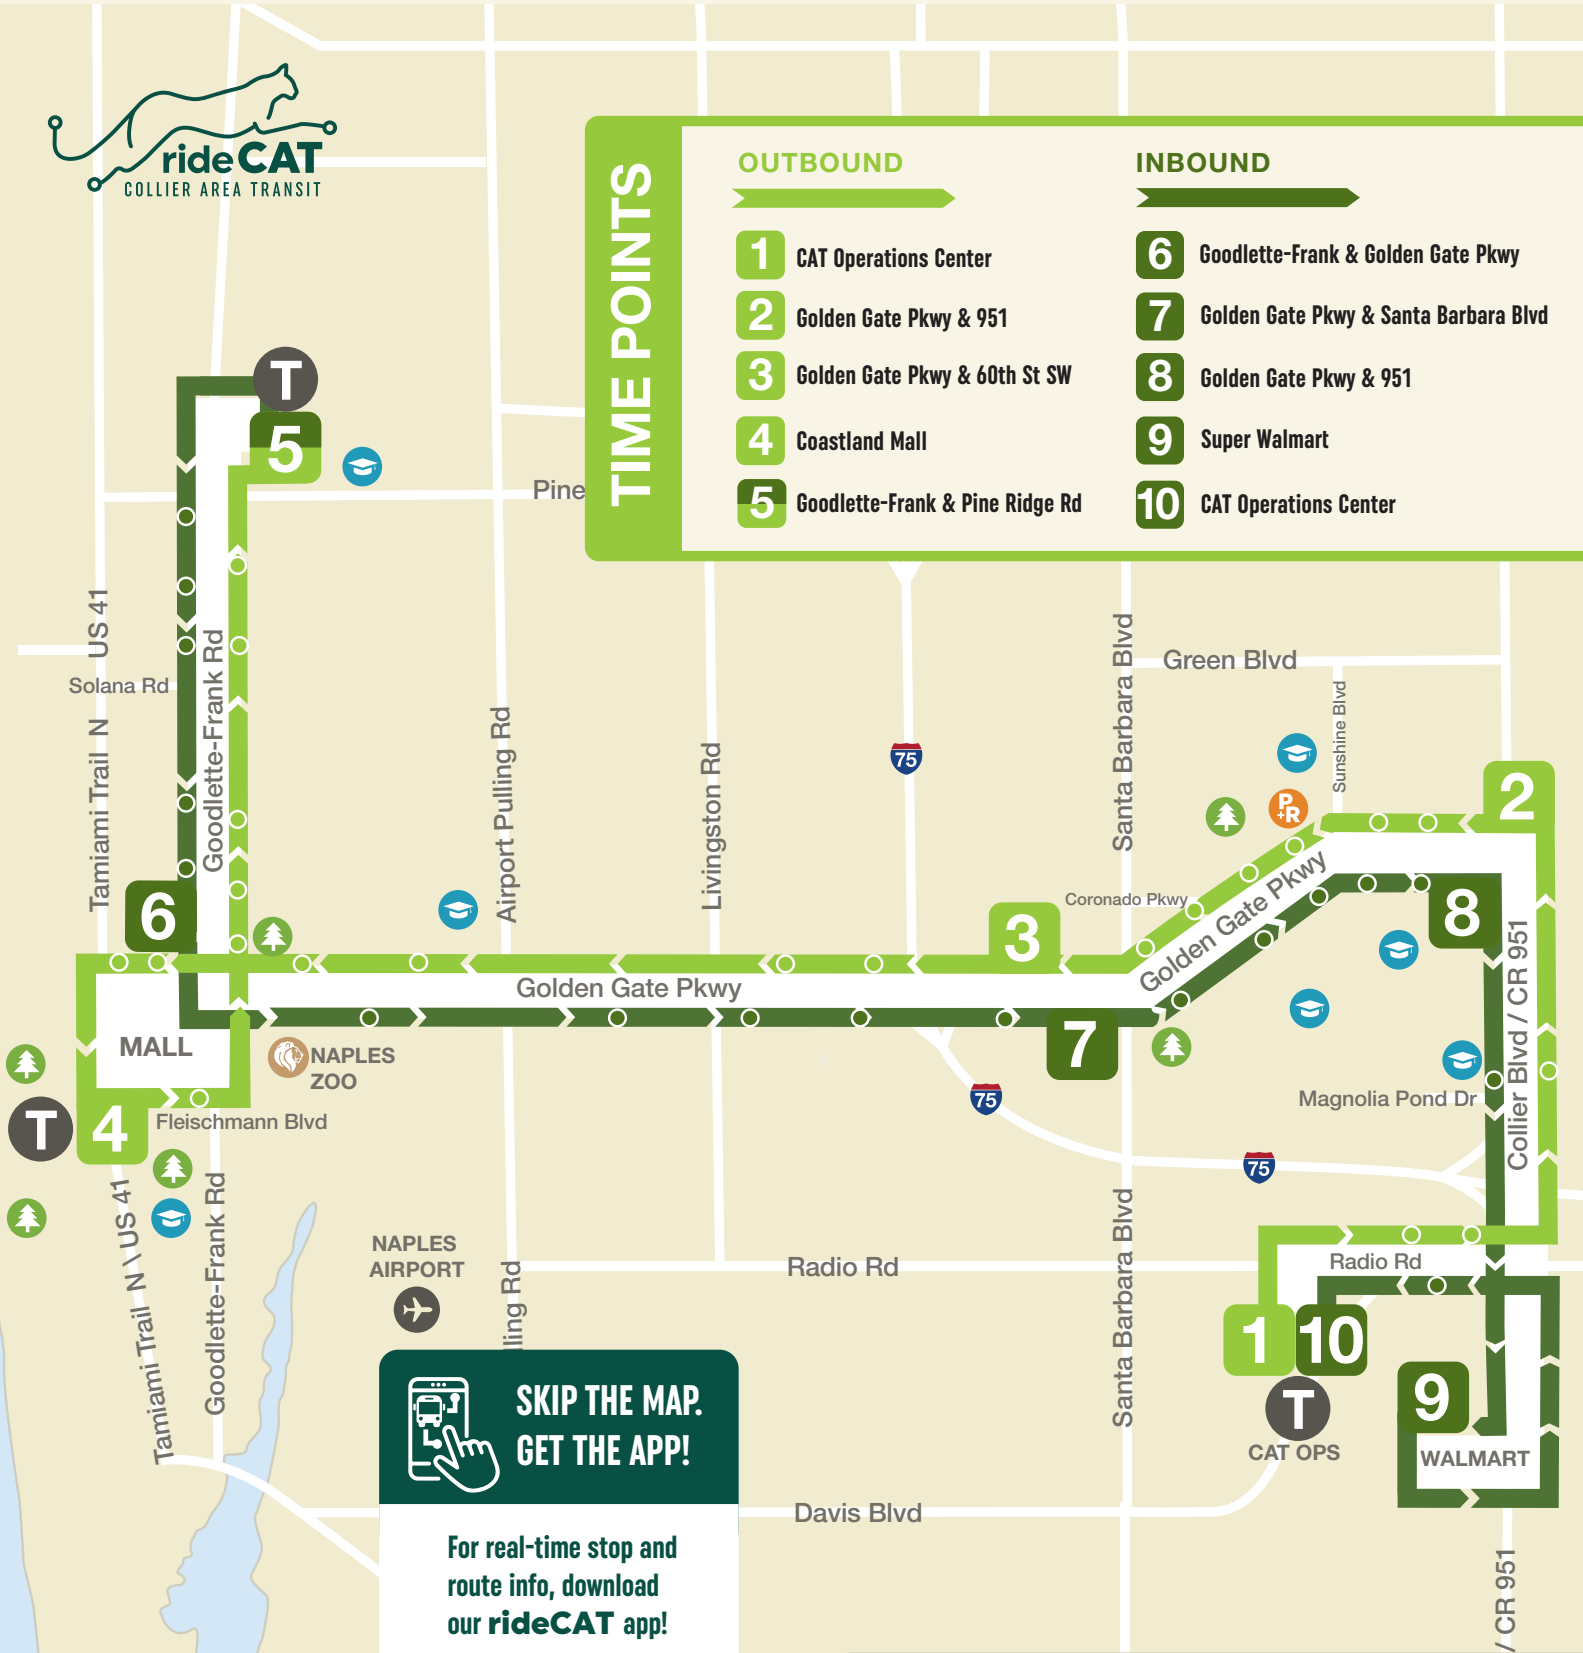 rideCAT
COLLIER AREA TRANSIT
TIME POINTS
OUTBOUND
1 CAT Operations Center
2 Golden Gate Pkwy & 951
3 Golden Gate Pkwy & 60th St SW
4 Coastland Mall
5 Goodlette-Frank & Pine Ridge Rd
INBOUND
6 Goodlette-Frank & Golden Gate Pkwy
7 Golden Gate Pkwy & Santa Barbara Blvd
8 Golden Gate Pkwy & 951
9 Super Walmart
10 CAT Operations Center
T
5
Pine
US 41
Solana Rd
Tamiami Trail N
Goodlette-Frank Rd
Airport Pulling Rd
Livingston Rd
75
Santa Barbara Blvd
Green Blvd
Sunshine Blvd
P+R
2
Coronado Pkwy
Golden Gate Pkwy
6
3
8
Golden Gate Pkwy
Collier Blvd / CR 951
7
MALL
NAPLES
ZOO
75
Magnolia Pond Dr
T
4
Fleischmann Blvd
75
Tamiami Trail N \ US 41
Goodlette-Frank Rd
NAPLES
AIRPORT
lling Rd
Radio Rd
Santa Barbara Blvd
Radio Rd
1
10
T
CAT OPS
9
WALMART
SKIP THE MAP.
GET THE APP!
Davis Blvd
For real-time stop and
route info, download
our rideCAT app!
/ CR 951